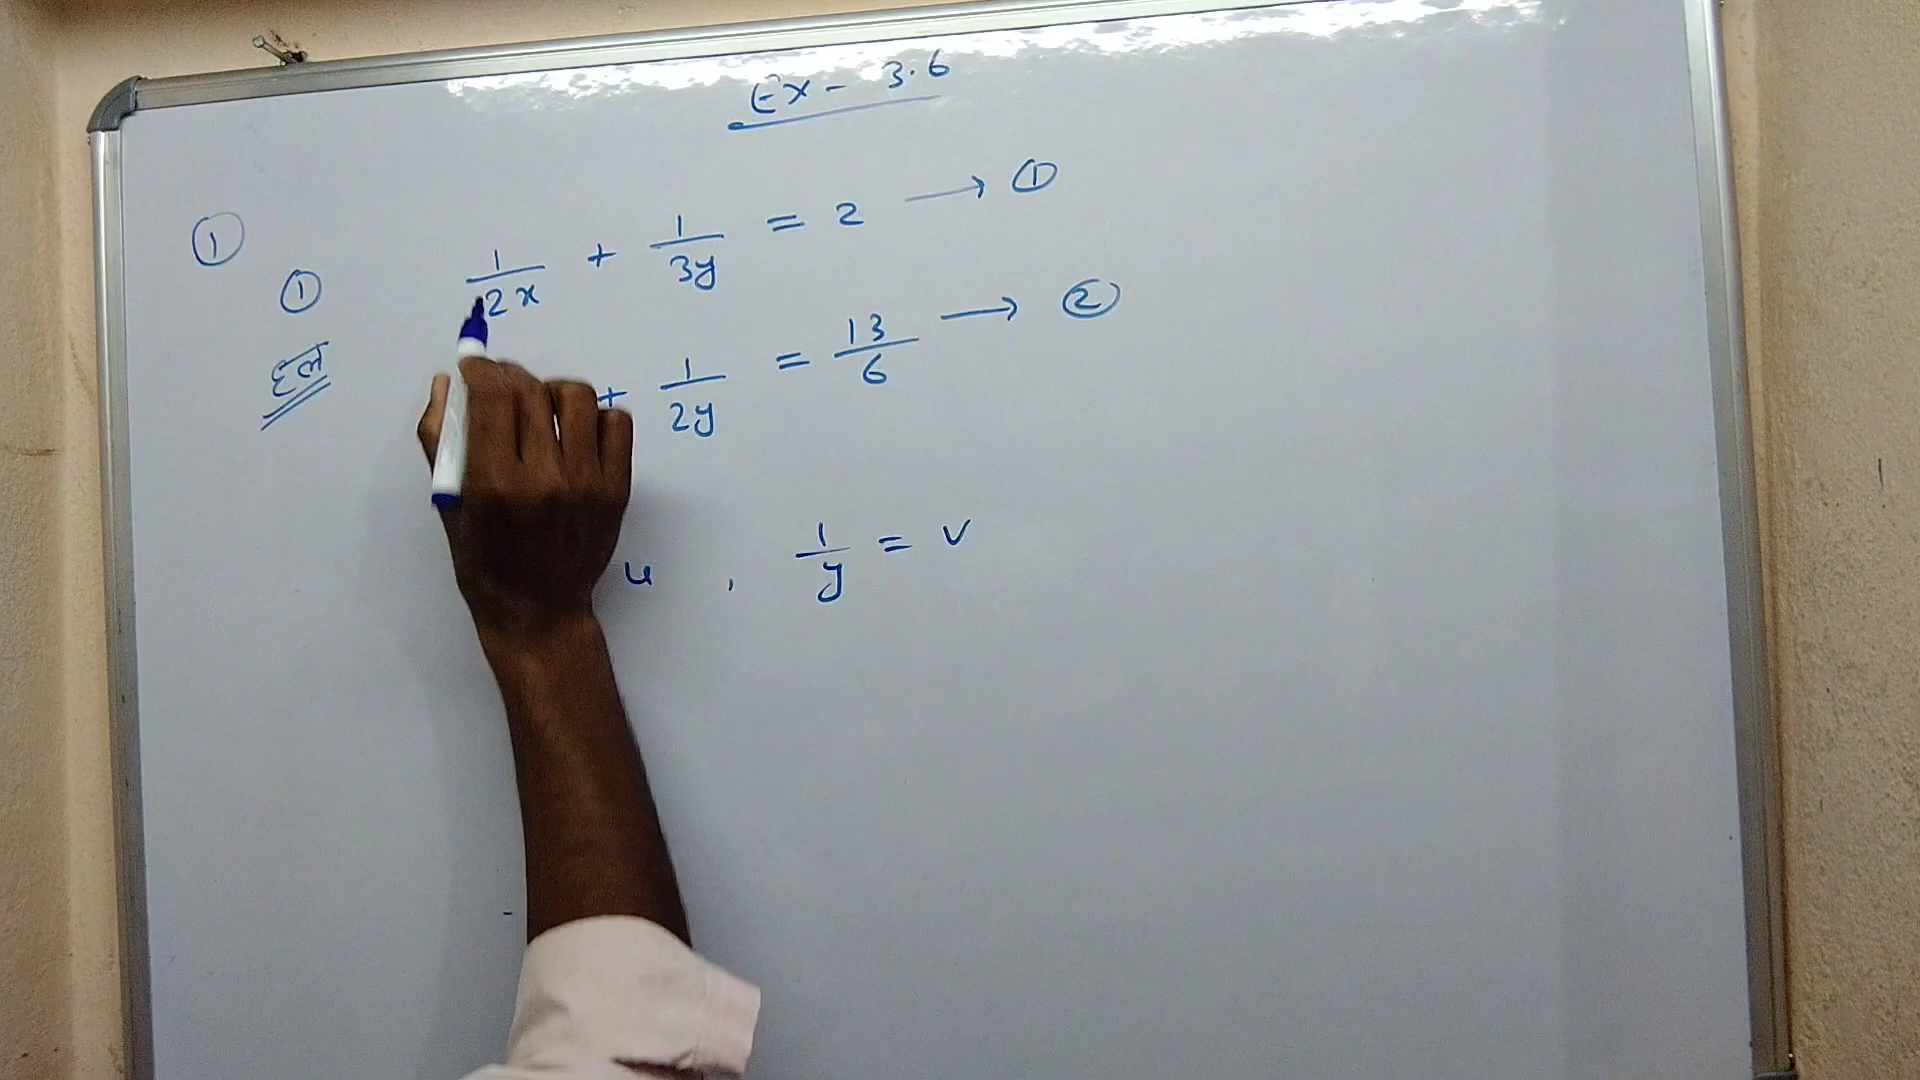 Ex - 3.6
① 
① 1/2x + 1/3y = 2 → ①
हल + 1/2y = 13/6 → ②
u , 1/y = v